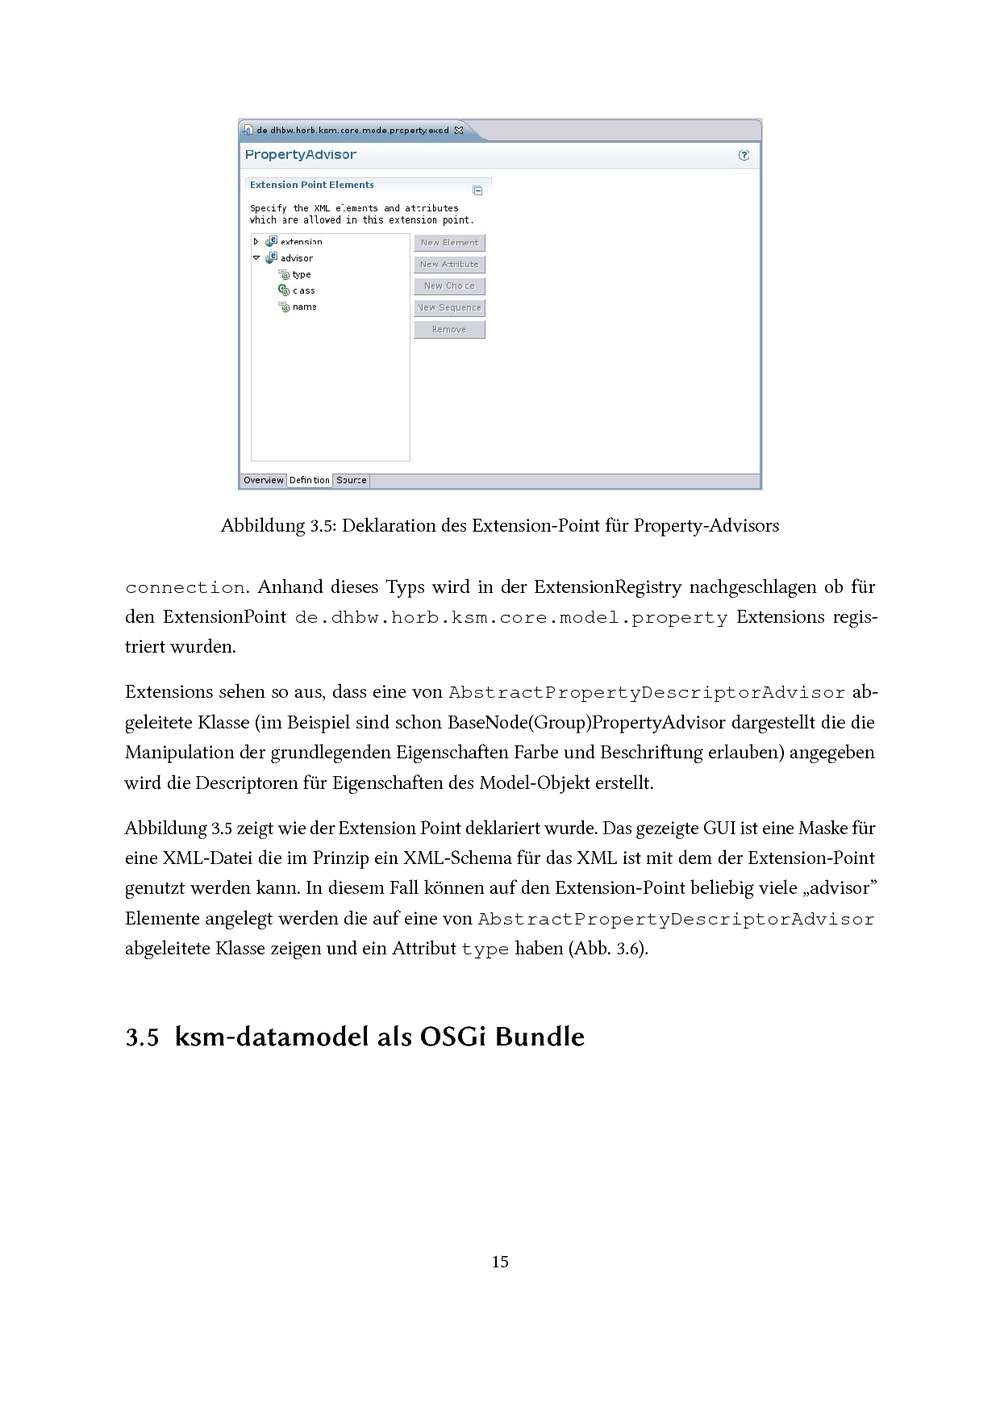 de.dhbw.horb.ksm.core.mode.property.exsd
PropertyAdvisor
Extension Point Elements
Specify the XML elements and attributes
which are allowed in this extension point.
extension
advisor
type
class
name
New Element
New Attribute
New Choice
New Sequence
Remove
Overview Definition Source
Abbildung 3.5: Deklaration des Extension-Point für Property-Advisors
connection. Anhand dieses Typs wird in der ExtensionRegistry nachgeschlagen ob für
den ExtensionPoint de.dhbw.horb.ksm.core.model.property Extensions regis-
triert wurden.
Extensions sehen so aus, dass eine von AbstractPropertyDescriptorAdvisor ab-
geleitete Klasse (im Beispiel sind schon BaseNode(Group)PropertyAdvisor dargestellt die die
Manipulation der grundlegenden Eigenschaften Farbe und Beschriftung erlauben) angegeben
wird die Descriptoren für Eigenschaften des Model-Objekt erstellt.
Abbildung 3.5 zeigt wie der Extension Point deklariert wurde. Das gezeigte GUI ist eine Maske für
eine XML-Datei die im Prinzip ein XML-Schema für das XML ist mit dem der Extension-Point
genutzt werden kann. In diesem Fall können auf den Extension-Point beliebig viele „advisor”
Elemente angelegt werden die auf eine von AbstractPropertyDescriptorAdvisor
abgeleitete Klasse zeigen und ein Attribut type haben (Abb. 3.6).
3.5 ksm-datamodel als OSGi Bundle
15